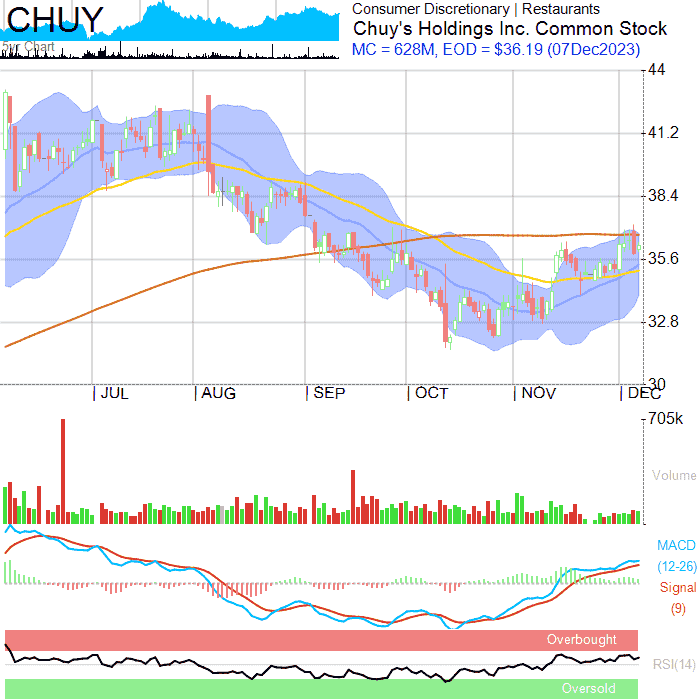 CHUY
5yr Chart
Consumer Discretionary | Restaurants
Chuy's Holdings Inc. Common Stock
MC = 628M, EOD = $36.19 (07Dec2023)
44
41.2
38.4
35.6
32.8
30
JUL AUG SEP OCT NOV DEC
705k
Volume
MACD
(12-26)
Signal
(9)
Overbought
RSI(14)
Oversold